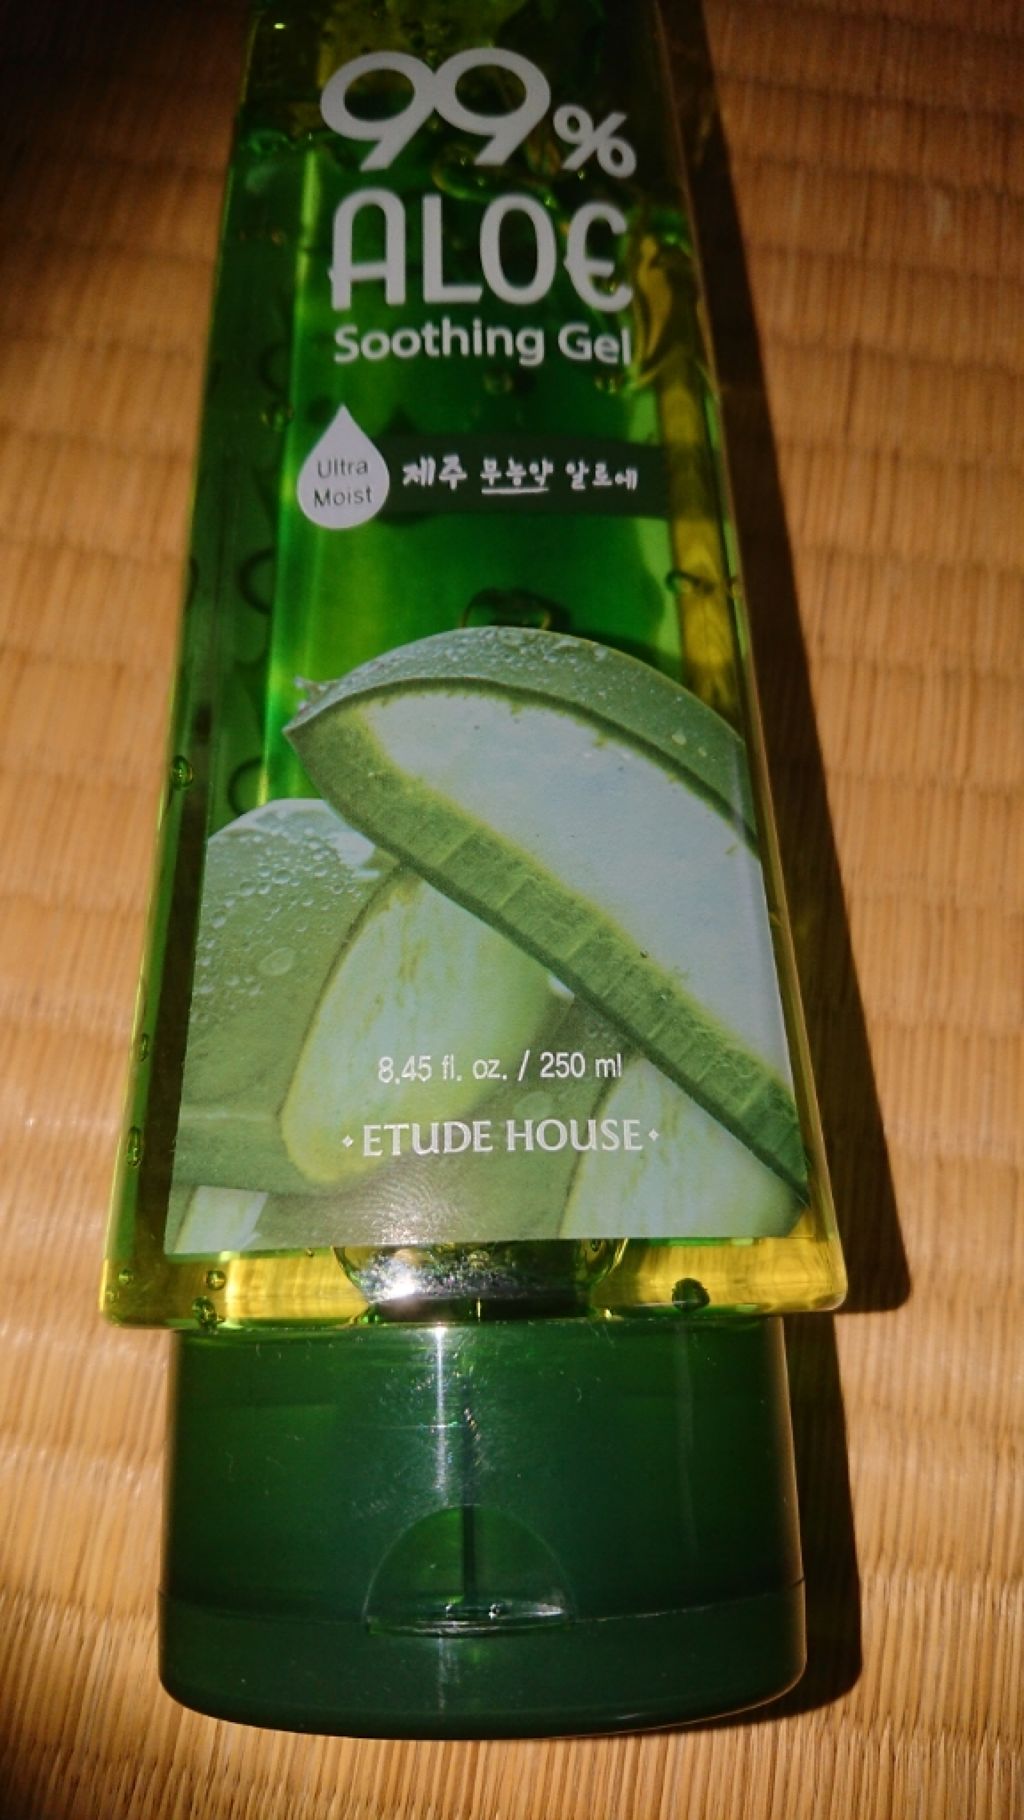 99%
ALOE
Soothing Gel
Ultra
Moist
제주 무농약 알로에
8.45 fl. oz. / 250 ml
ETUDE HOUSE